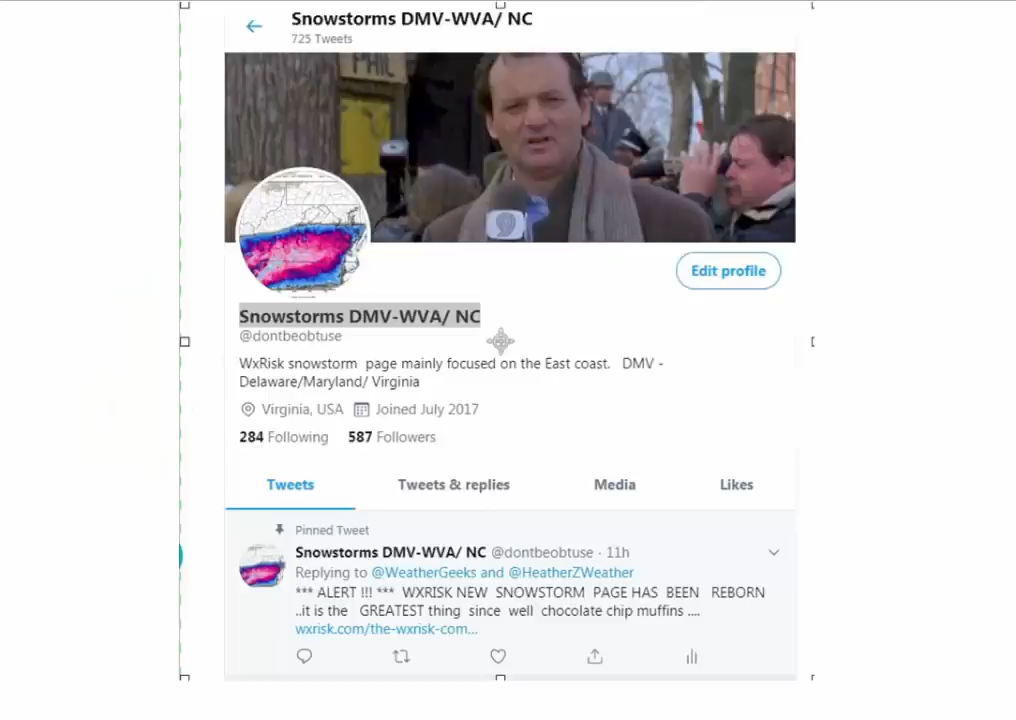 Snowstorms DMV-WVA/ NC
725 Tweets
PHIL
9
Edit profile
Snowstorms DMV-WVA/ NC
@dontbeobtuse
WxRisk snowstorm page mainly focused on the East coast. DMV -
Delaware/Maryland/ Virginia
Virginia, USA Joined July 2017
284 Following 587 Followers
Tweets Tweets & replies Media Likes
Pinned Tweet
Snowstorms DMV-WVA/ NC @dontbeobtuse · 11h
Replying to @WeatherGeeks and @HeatherZWeather
*** ALERT !!! *** WXRISK NEW SNOWSTORM PAGE HAS BEEN REBORN
..it is the GREATEST thing since well chocolate chip muffins ....
wxrisk.com/the-wxrisk-com...